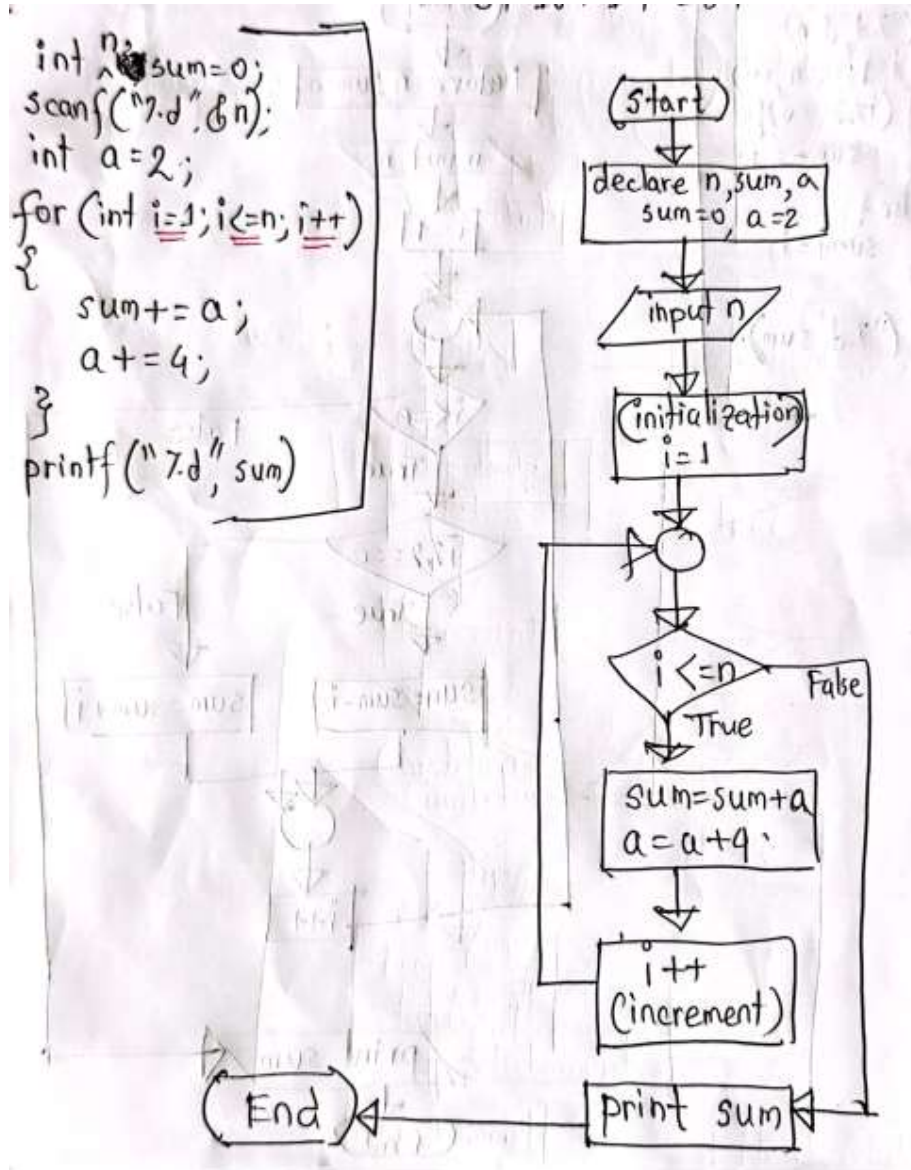 int n, sum=0;
scanf("%d",&n);
int a=2;
for (int i=1; i<=n; i++)
{
sum+= a;
a+=4;
}
printf("%d", sum)
Start
declare n, sum, a
sum=0, a=2
input n
(initialization)
i=1
i<=n
False
True
sum=sum+a
a=a+4
i++
(increment)
print sum
End